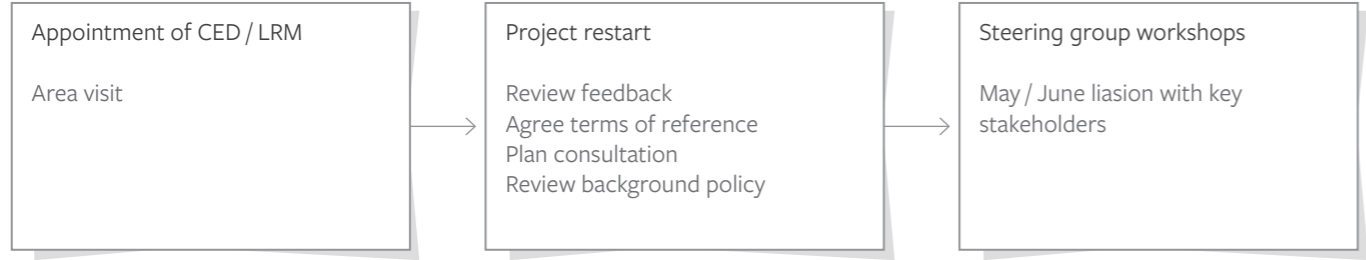 Appointment of CED / LRM
Area visit
Project restart
Review feedback
Agree terms of reference
Plan consultation
Review background policy
Steering group workshops
May / June liasion with key
stakeholders